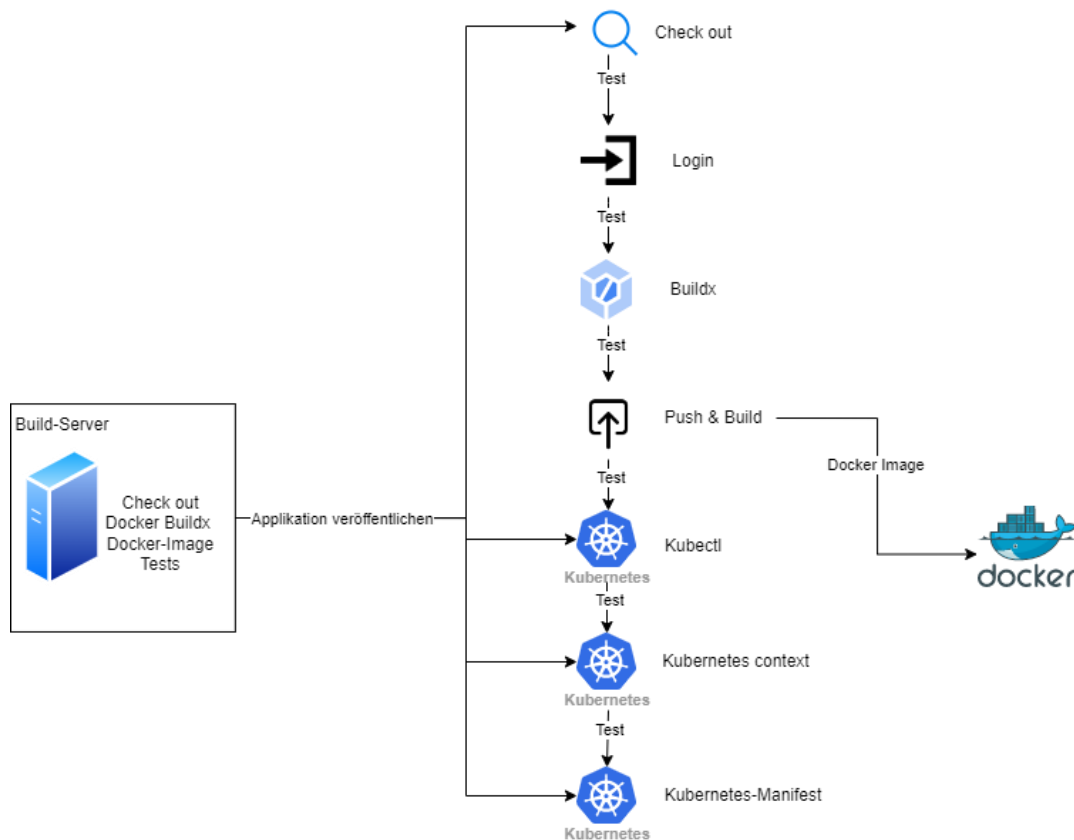 Check out
Test
Login
Test
Buildx
Test
Push & Build
Docker Image
Test
Build-Server
Check out
Docker Buildx
Docker-Image
Tests
Applikation veröffentlichen
Kubectl
Kubernetes
docker
Test
Kubernetes context
Kubernetes
Test
Kubernetes-Manifest
Kubernetes